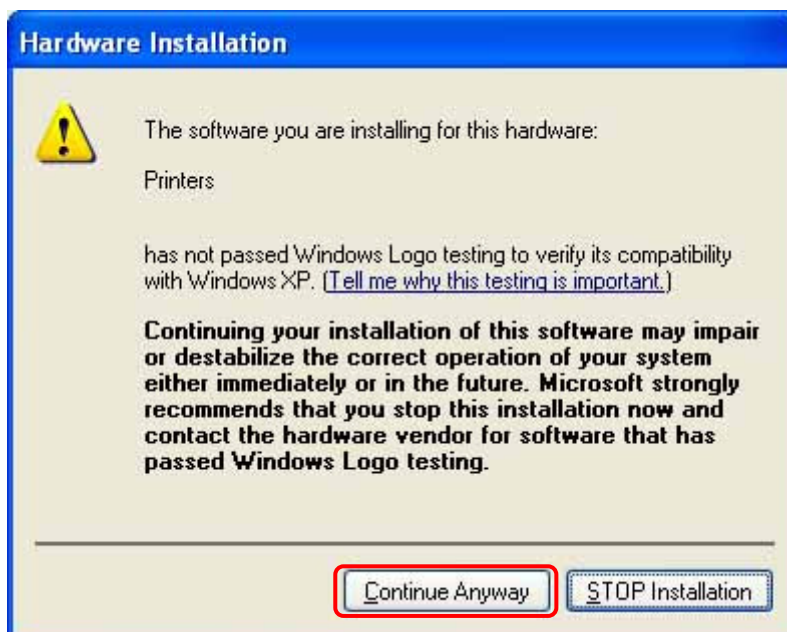 Hardware Installation
The software you are installing for this hardware:
Printers
has not passed Windows Logo testing to verify its compatibility
with Windows XP. (Tell me why this testing is important.)
Continuing your installation of this software may impair
or destabilize the correct operation of your system
either immediately or in the future. Microsoft strongly
recommends that you stop this installation now and
contact the hardware vendor for software that has
passed Windows Logo testing.
Continue Anyway STOP Installation